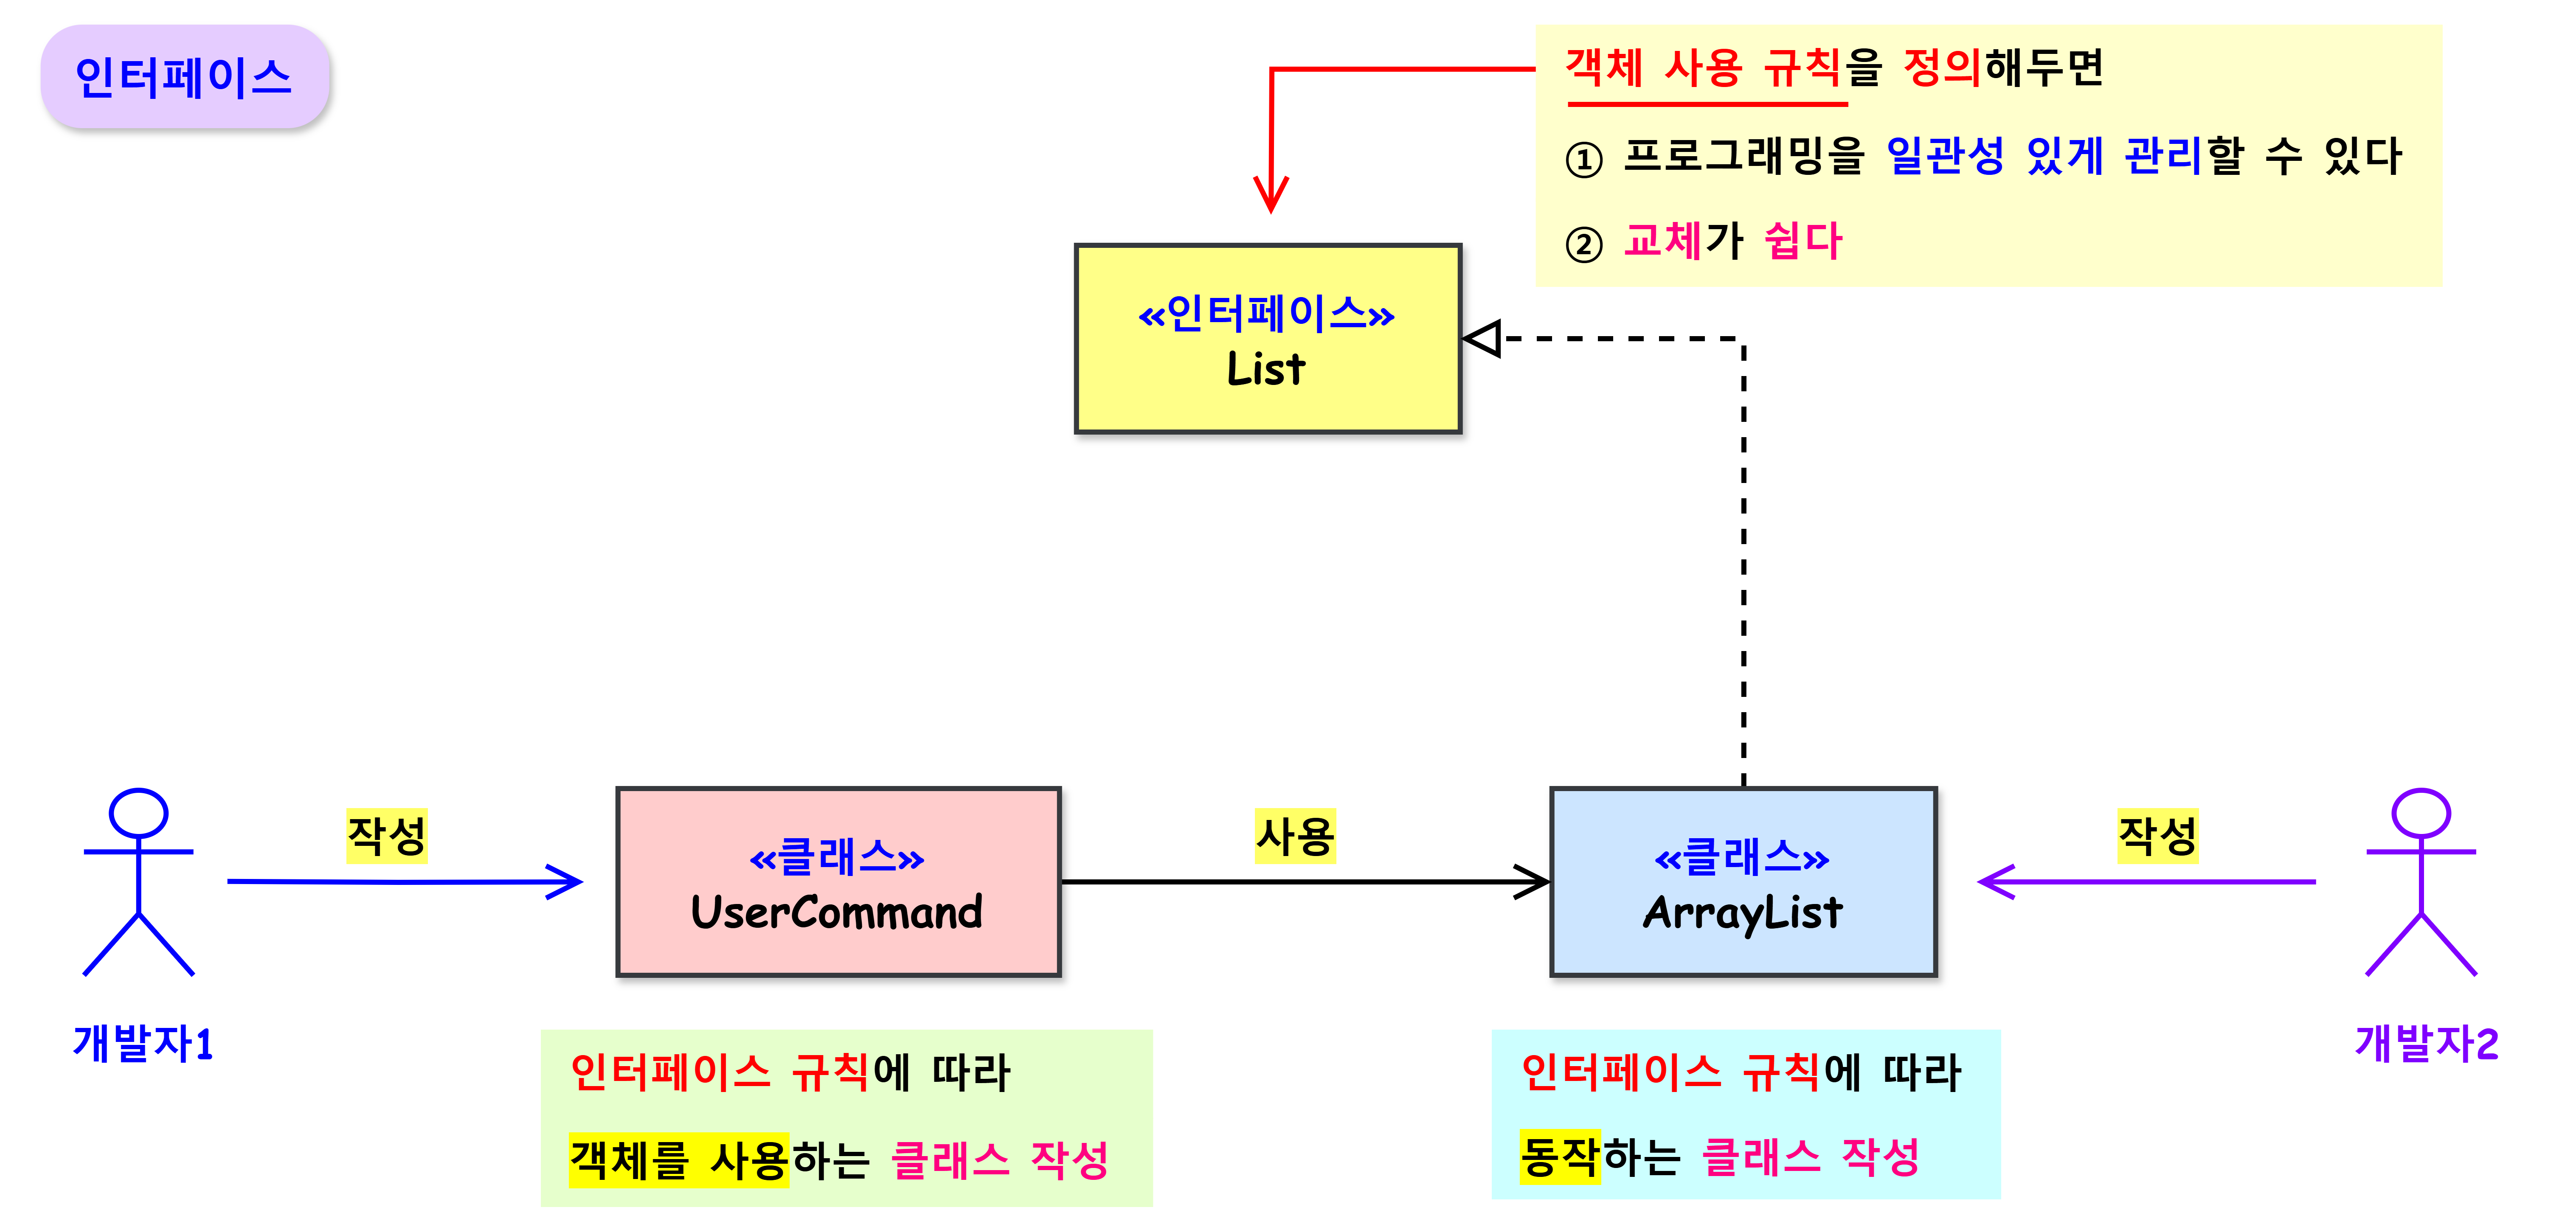 인터페이스
객체 사용 규칙을 정의해두면
① 프로그래밍을 일관성 있게 관리할 수 있다
② 교체가 쉽다
«인터페이스»
List
작성
«클래스»
UserCommand
사용
«클래스»
ArrayList
작성
개발자1
개발자2
인터페이스 규칙에 따라
객체를 사용하는 클래스 작성
인터페이스 규칙에 따라
동작하는 클래스 작성